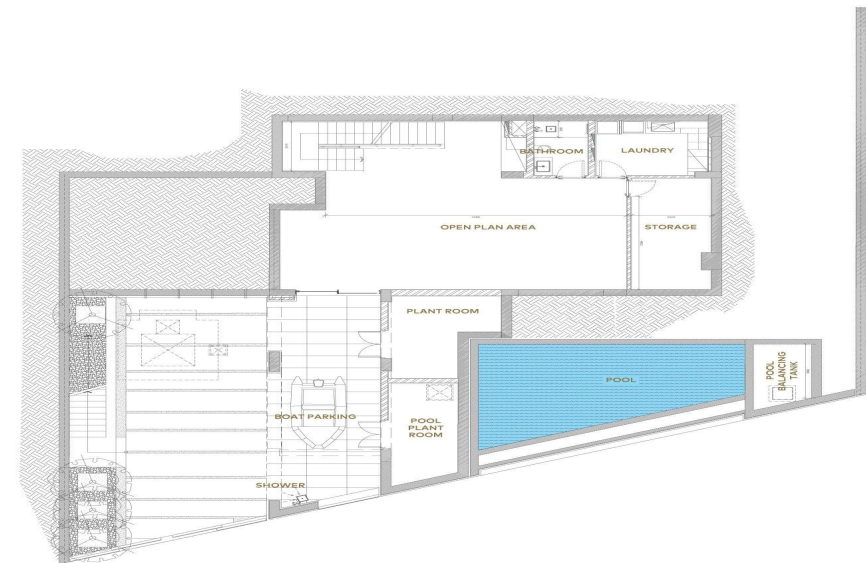 BATHROOM
LAUNDRY
OPEN PLAN AREA
STORAGE
PLANT ROOM
POOL
POOL
BALANCING
TANK
BOAT PARKING
POOL
PLANT
ROOM
SHOWER